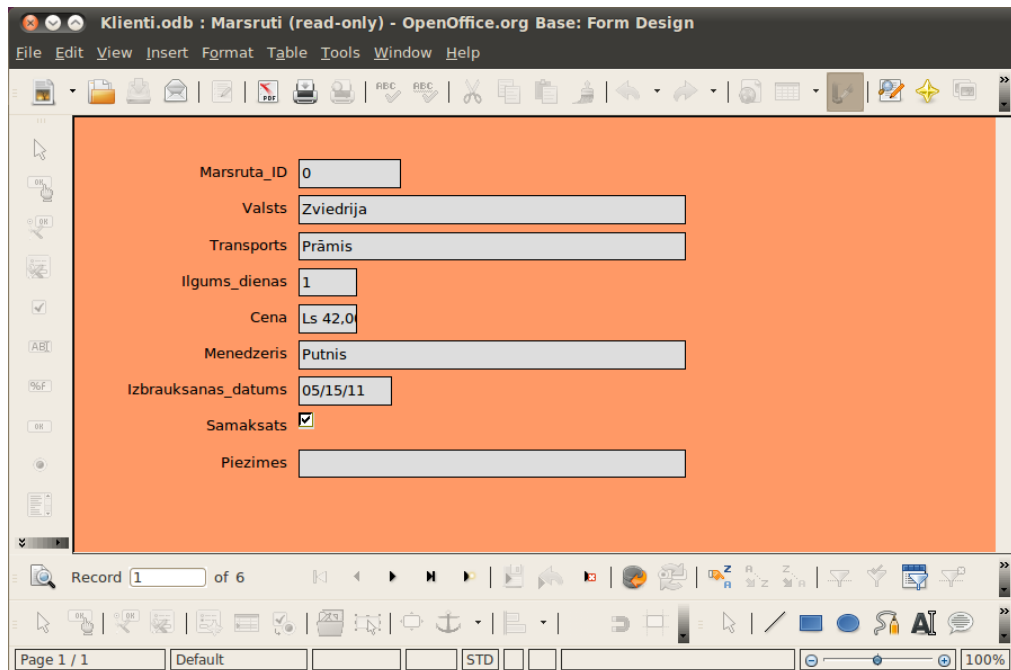 Klienti.odb : Marsruti (read-only) - OpenOffice.org Base: Form Design
File Edit View Insert Format Table Tools Window Help
Marsruta_ID 0
Valsts Zviedrija
Transports Prāmis
Ilgums_dienas 1
Cena Ls 42,0
Menedzeris Putnis
Izbrauksanas_datums 05/15/11
Samaksats
Piezimes
Record 1 of 6
Page 1 / 1 Default STD 100%